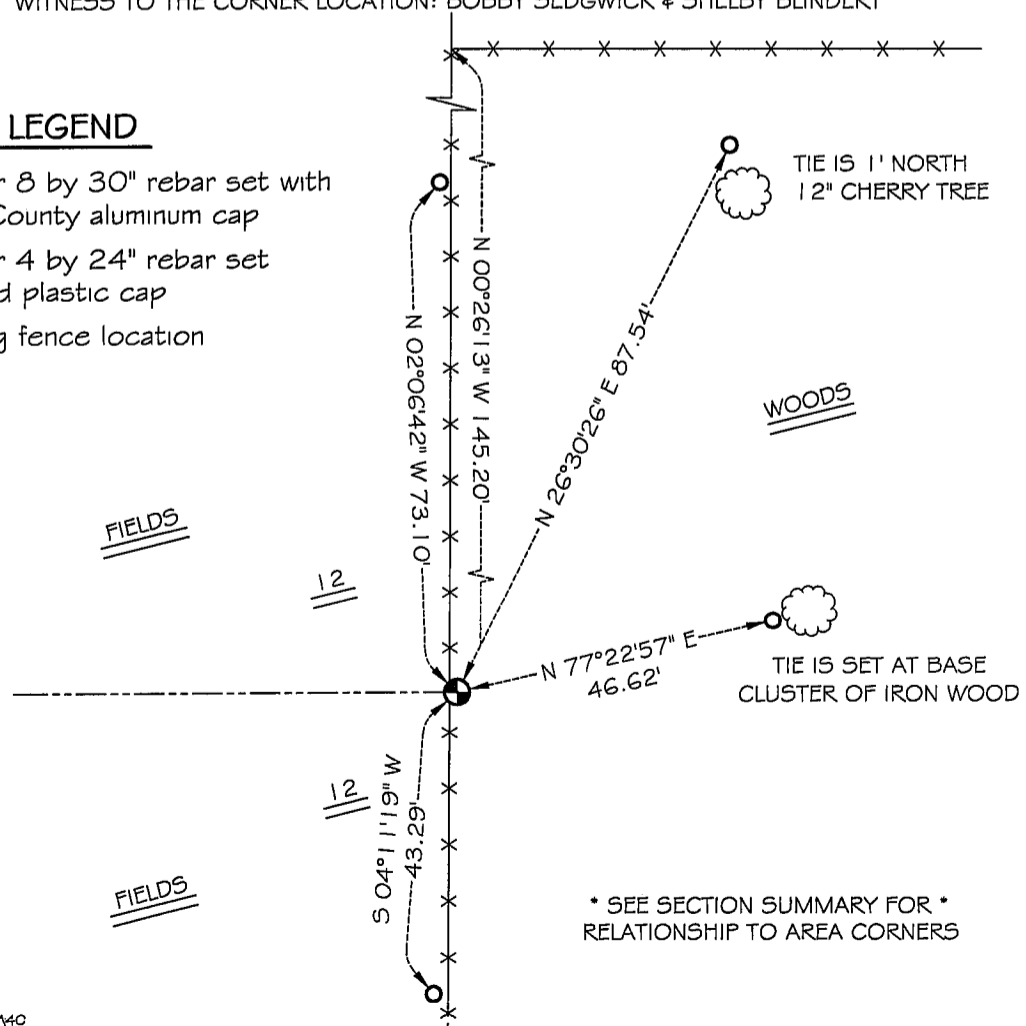 WITNESS TO THE CORNER LOCATION: BOBBY SEDGWICK & SHELBY BLINDERT
LEGEND
8 by 30" rebar set with
County aluminum cap
4 by 24" rebar set
plastic cap
fence location
TIE IS 1' NORTH
12" CHERRY TREE
N 00°26'13" W 145.20'
N 02°06'42" W 73.10'
N 26°30'26" E 87.54'
WOODS
FIELDS
12
N 77°22'57" E
46.62'
TIE IS SET AT BASE
CLUSTER OF IRON WOOD
12
S 04°11'19" W
43.29'
FIELDS
* SEE SECTION SUMMARY FOR *
RELATIONSHIP TO AREA CORNERS